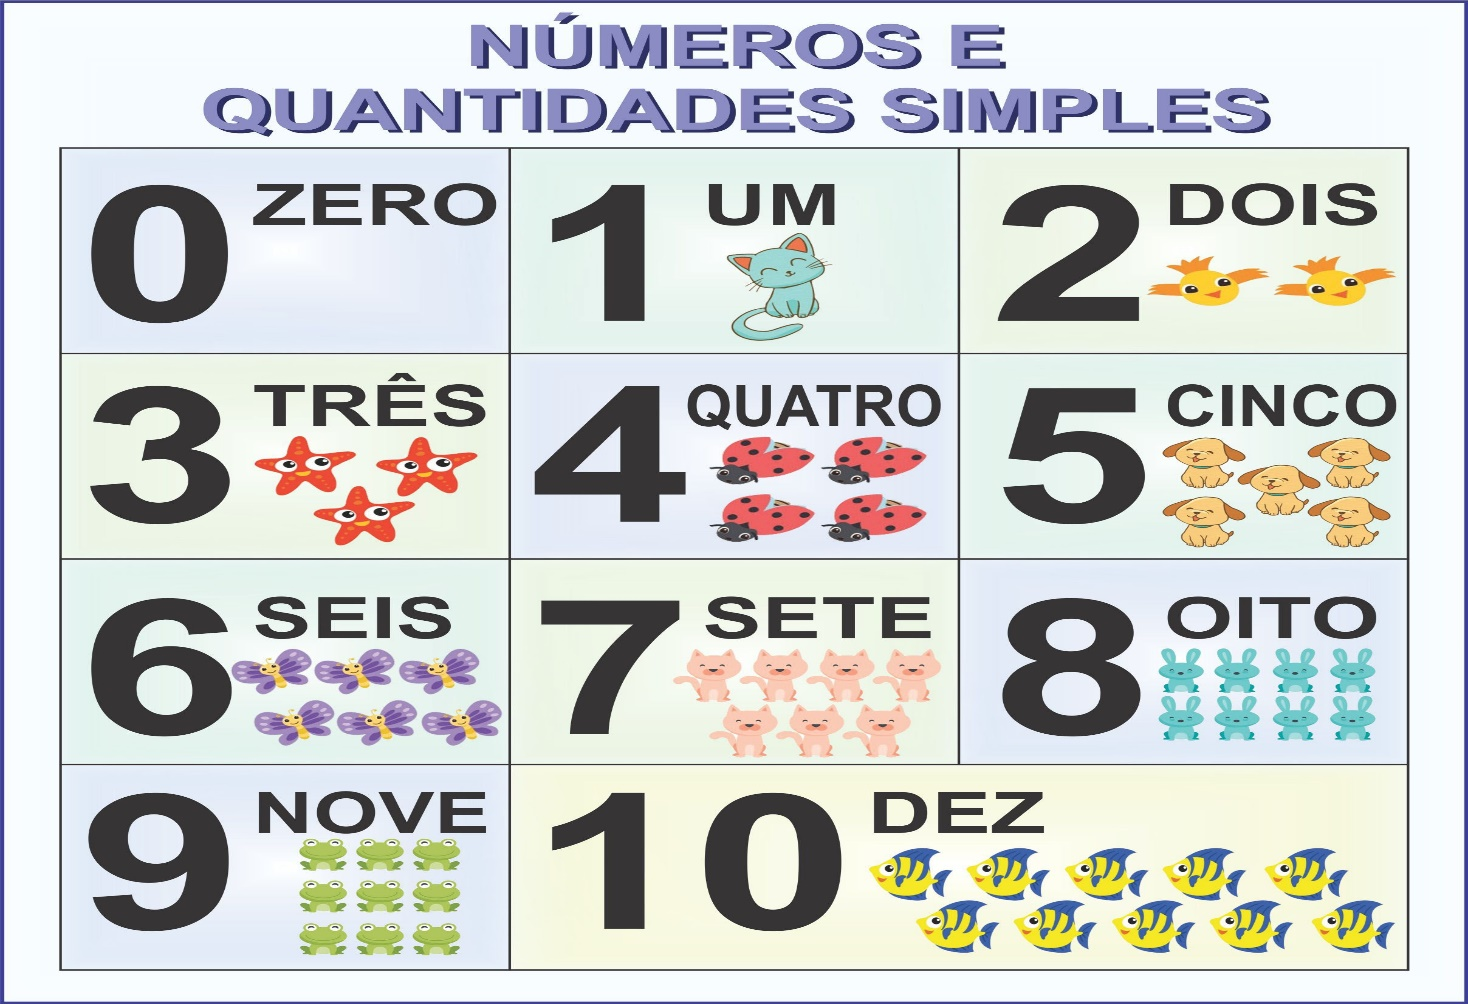 NÚMEROS E
QUANTIDADES SIMPLES
0 ZERO
1 UM
2 DOIS
3 TRÊS
4 QUATRO
5 CINCO
6 SEIS
7 SETE
8 OITO
9 NOVE
10 DEZ